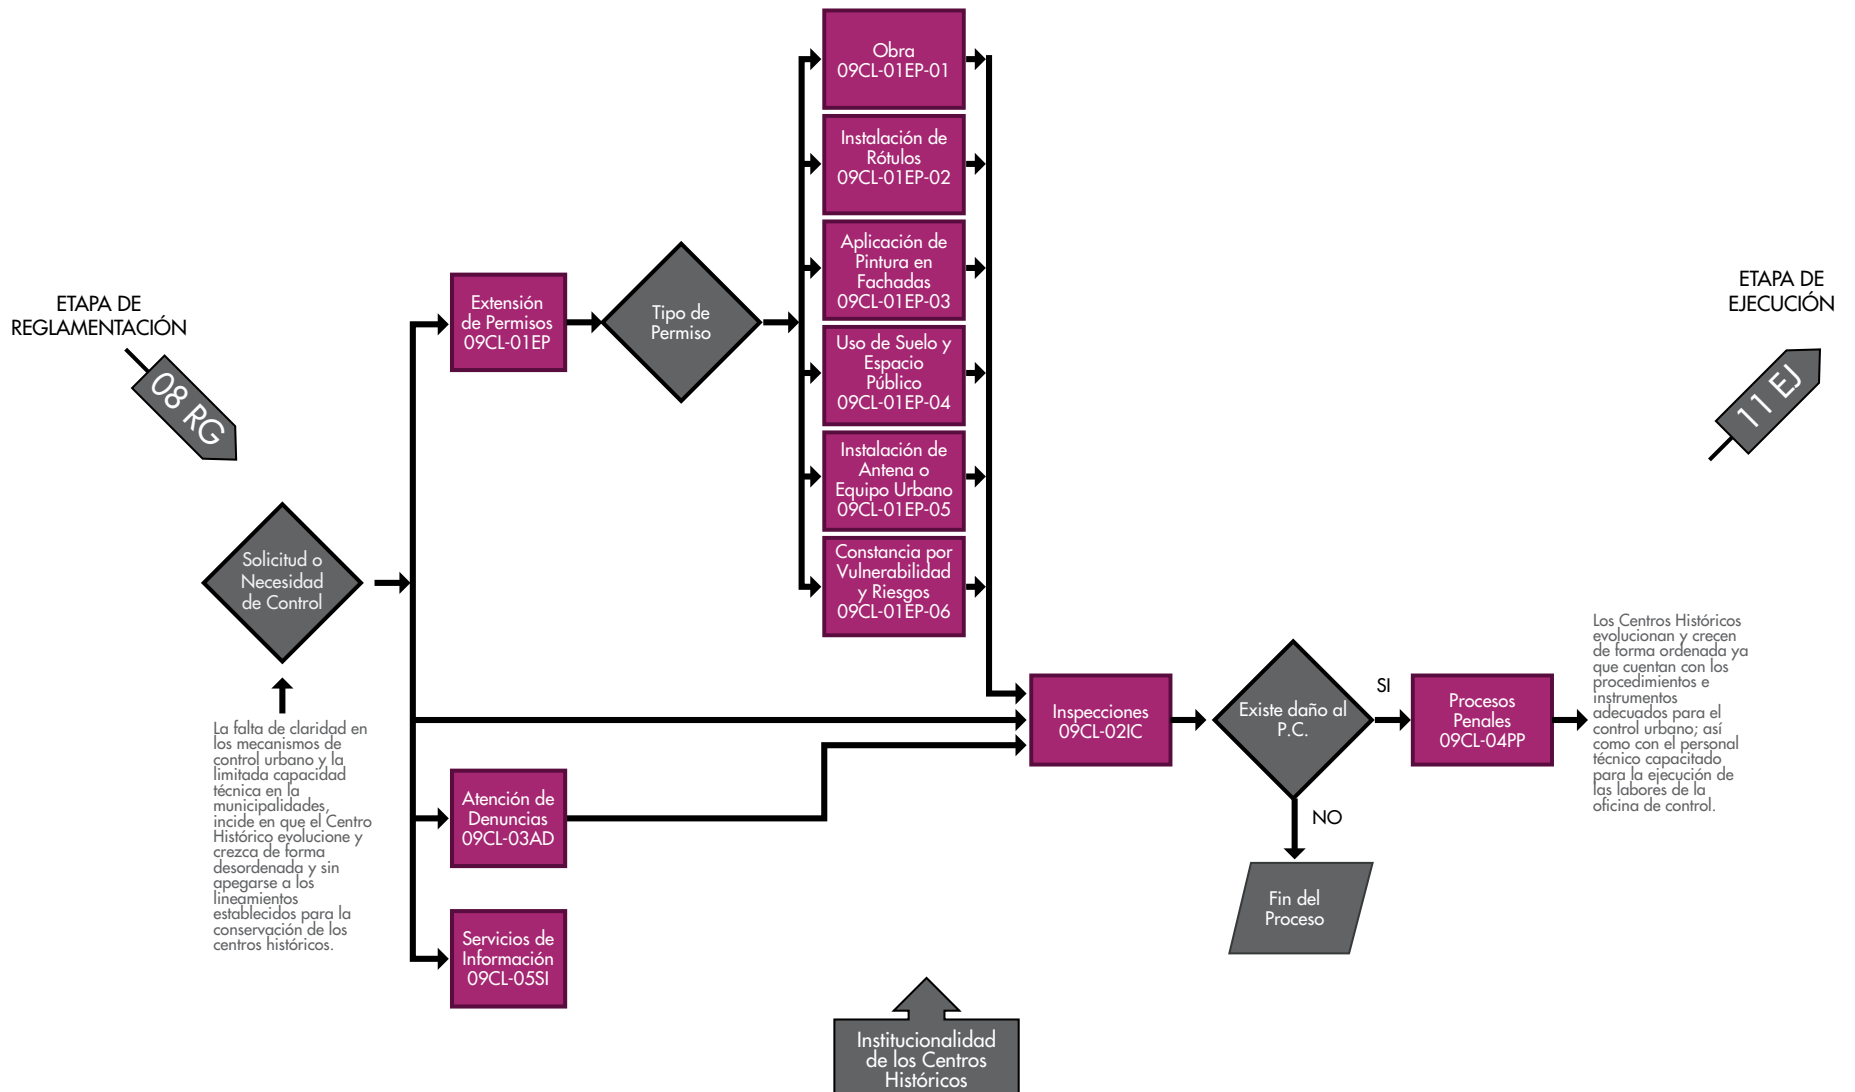 ETAPA DE
REGLAMENTACIÓN
08 RG
Solicitud o
Necesidad
de Control
La falta de claridad en
los mecanismos de
control urbano y la
limitada capacidad
técnica en la
municipalidades,
incide en que el Centro
Histórico evolucione y
crezca de forma
desordenada y sin
apegarse a los
lineamientos
establecidos para la
conservación de los
centros históricos.
Extensión
de Permisos
09CL-01EP
Tipo de
Permiso
Obra
09CL-01EP-01
Instalación de
Rótulos
09CL-01EP-02
Aplicación de
Pintura en
Fachadas
09CL-01EP-03
Uso de Suelo y
Espacio
Público
09CL-01EP-04
Instalación de
Antena o
Equipo Urbano
09CL-01EP-05
Constancia por
Vulnerabilidad
y Riesgos
09CL-01EP-06
Atención de
Denuncias
09CL-03AD
Servicios de
Información
09CL-05SI
Inspecciones
09CL-02IC
Existe daño al
P.C.
SI
NO
Procesos
Penales
09CL-04PP
Fin del
Proceso
Los Centros Históricos
evolucionan y crecen
de forma ordenada ya
que cuentan con los
procedimientos e
instrumentos
adecuados para el
control urbano; así
como con el personal
técnico capacitado
para la ejecución de
las labores de la
oficina de control.
ETAPA DE
EJECUCIÓN
11 EJ
Institucionalidad
de los Centros
Históricos